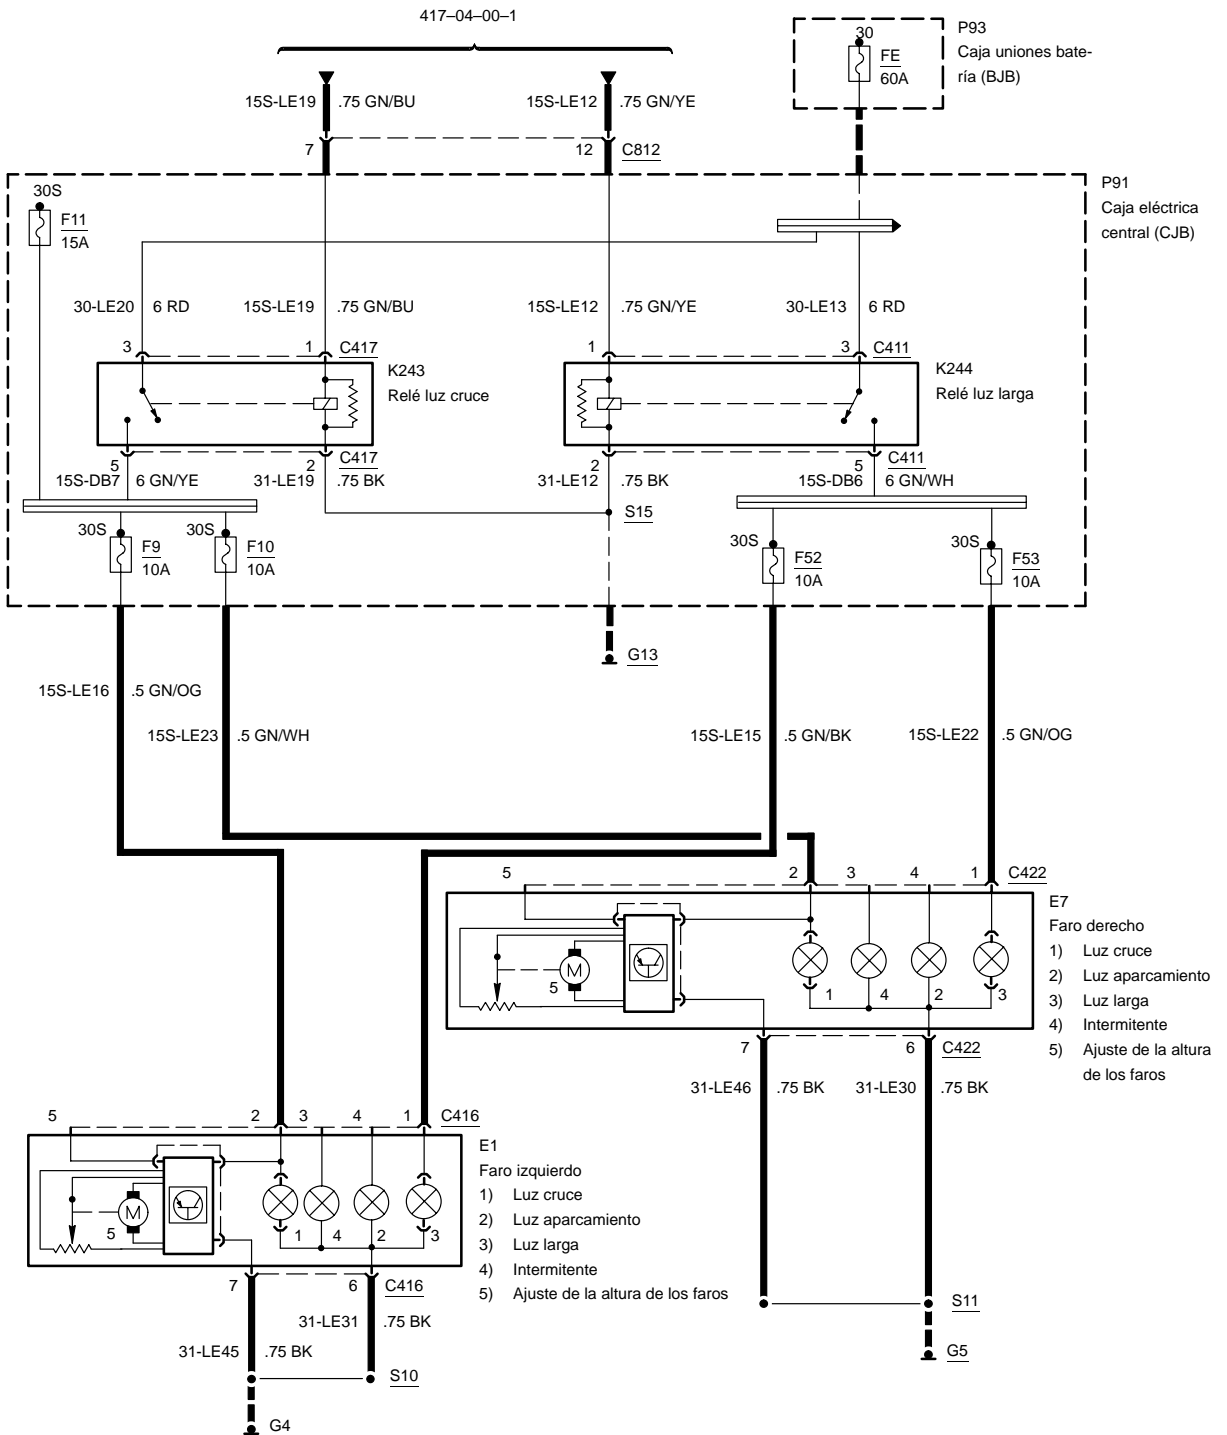 417–04–00–1
30
P93
FE
Caja uniones bate-
60A
ría (BJB)
15S-LE19 .75 GN/BU
15S-LE12 .75 GN/YE
7
12 C812
P91
Caja eléctrica
central (CJB)
30S
F11
15A
30-LE20 6 RD
15S-LE19 .75 GN/BU
15S-LE12 .75 GN/YE
30-LE13 6 RD
3
1 C417
1
3 C411
K243
Relé luz cruce
K244
Relé luz larga
5
2 C417
2
5 C411
15S-DB7 6 GN/YE
31-LE19 .75 BK
31-LE12 .75 BK
15S-DB6 6 GN/WH
S15
30S
F9
10A
30S
F10
10A
30S
F52
10A
30S
F53
10A
G13
15S-LE16 .5 GN/OG
15S-LE23 .5 GN/WH
15S-LE15 .5 GN/BK
15S-LE22 .5 GN/OG
5
2
3
4
1 C422
E7
Faro derecho
1) Luz cruce
2) Luz aparcamiento
3) Luz larga
4) Intermitente
5) Ajuste de la altura
de los faros
M
5
1
4
2
3
7
6 C422
31-LE46 .75 BK
31-LE30 .75 BK
5
2
3
4
1 C416
E1
Faro izquierdo
1) Luz cruce
2) Luz aparcamiento
3) Luz larga
4) Intermitente
5) Ajuste de la altura de los faros
M
5
1
4
2
3
7
6 C416
31-LE31 .75 BK
31-LE45 .75 BK
S11
G5
S10
G4